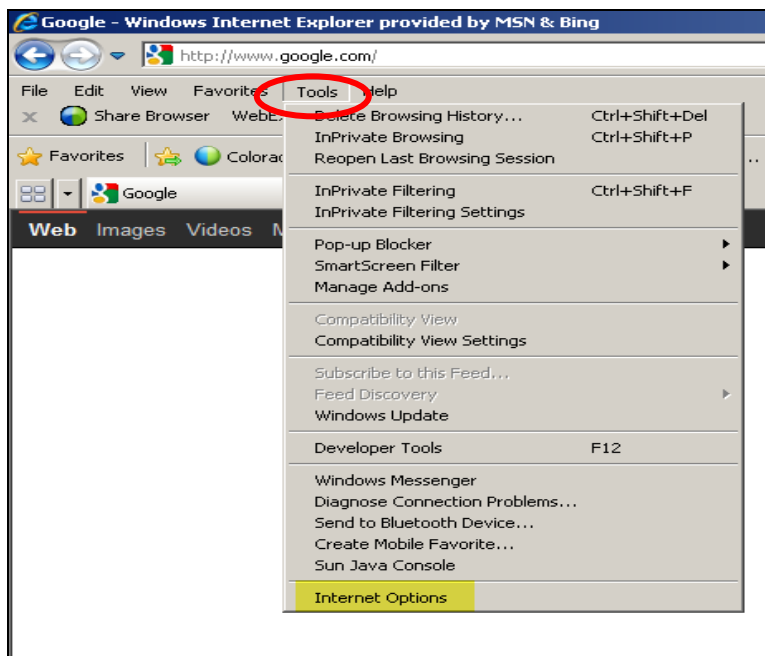 Google - Windows Internet Explorer provided by MSN & Bing
http://www.google.com/
File Edit View Favorites Tools Help
Share Browser WebEx
Favorites Colorad
Google
Web Images Videos M
Delete Browsing History... Ctrl+Shift+Del
InPrivate Browsing Ctrl+Shift+P
Reopen Last Browsing Session
InPrivate Filtering Ctrl+Shift+F
InPrivate Filtering Settings
Pop-up Blocker
SmartScreen Filter
Manage Add-ons
Compatibility View
Compatibility View Settings
Subscribe to this Feed...
Feed Discovery
Windows Update
Developer Tools F12
Windows Messenger
Diagnose Connection Problems...
Send to Bluetooth Device...
Create Mobile Favorite...
Sun Java Console
Internet Options